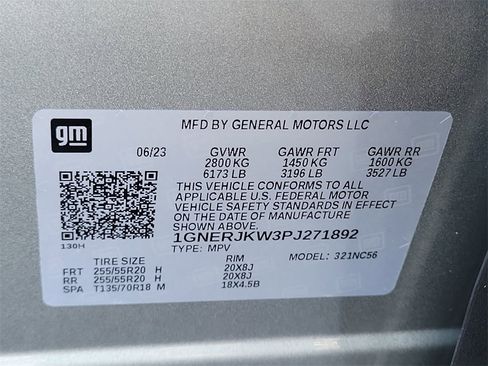 gm
MFD BY GENERAL MOTORS LLC
06/23 GVWR GAWR FRT GAWR RR
2800 KG 1450 KG 1600 KG
6173 LB 3196 LB 3527 LB
THIS VEHICLE CONFORMS TO ALL
APPLICABLE U.S. FEDERAL MOTOR
VEHICLE SAFETY STANDARDS IN EFFECT
ON THE DATE OF MANUFACTURE
SHOWN ABOVE.
1GNERJKW3PJ271892
130H
TYPE: MPV MODEL: 321NC56
TIRE SIZE RIM
FRT 255/55R20 H 20X8J
RR 255/55R20 H 20X8J
SPA T135/70R18 M 18X4.5B